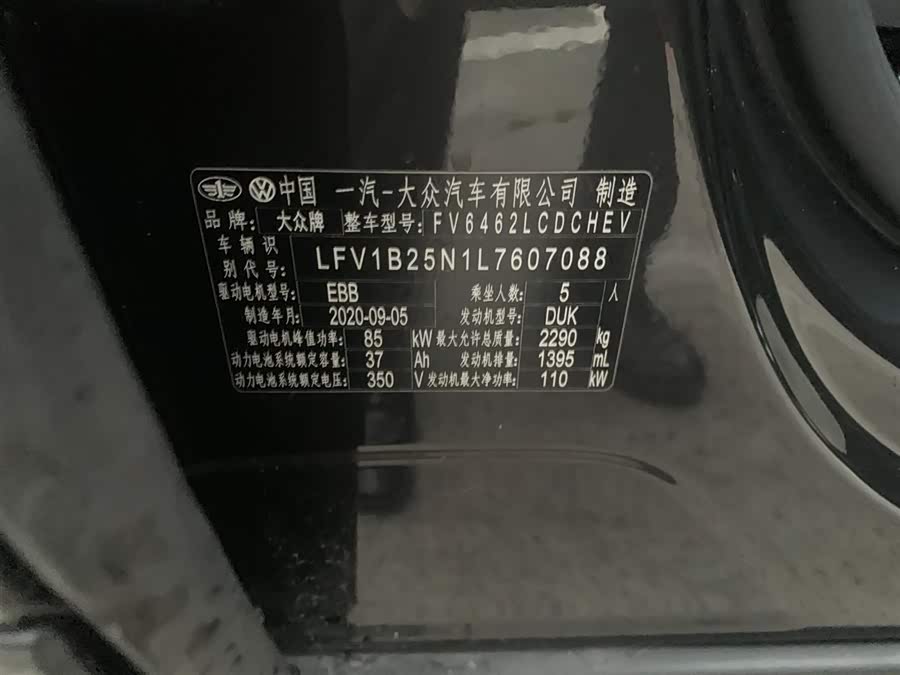 中国 一汽-大众汽车有限公司 制造
品牌: 大众牌 整车型号: FV6462LCDCHEV
车辆识别代号: LFV1B25N1L7607088
驱动电机型号: EBB 乘坐人数: 5 人
制造年月: 2020-09-05 发动机型号: DUK
驱动电机峰值功率: 85 kW 最大允许总质量: 2290 kg
动力电池系统额定容量: 37 Ah 发动机排量: 1395 mL
动力电池系统额定电压: 350 V 发动机最大净功率: 110 kW